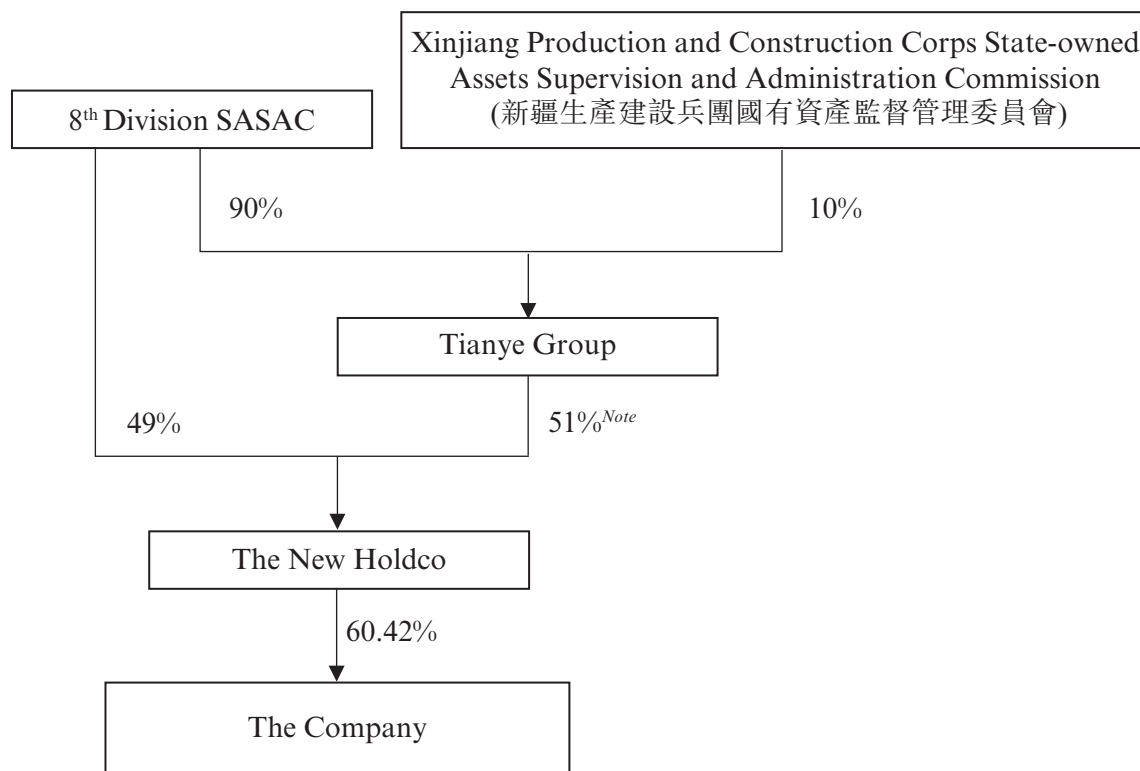 Xinjiang Production and Construction Corps State-owned
Assets Supervision and Administration Commission
(新疆生產建設兵團國有資產監督管理委員會)
8th Division SASAC
90%
10%
Tianye Group
49%
51%Note
The New Holdco
60.42%
The Company